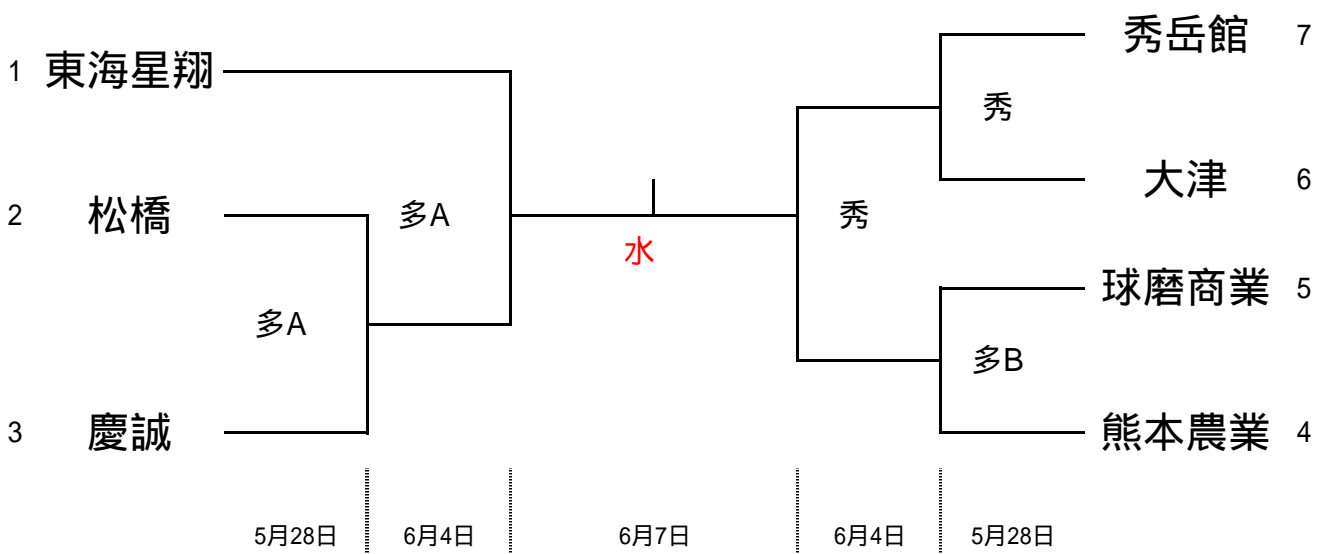 1 東海星翔
多A
2 松橋
多A
3 慶誠
水
秀岳館 7
秀
大津 6
秀
球磨商業 5
多B
熊本農業 4
5月28日 6月4日 6月7日 6月4日 5月28日